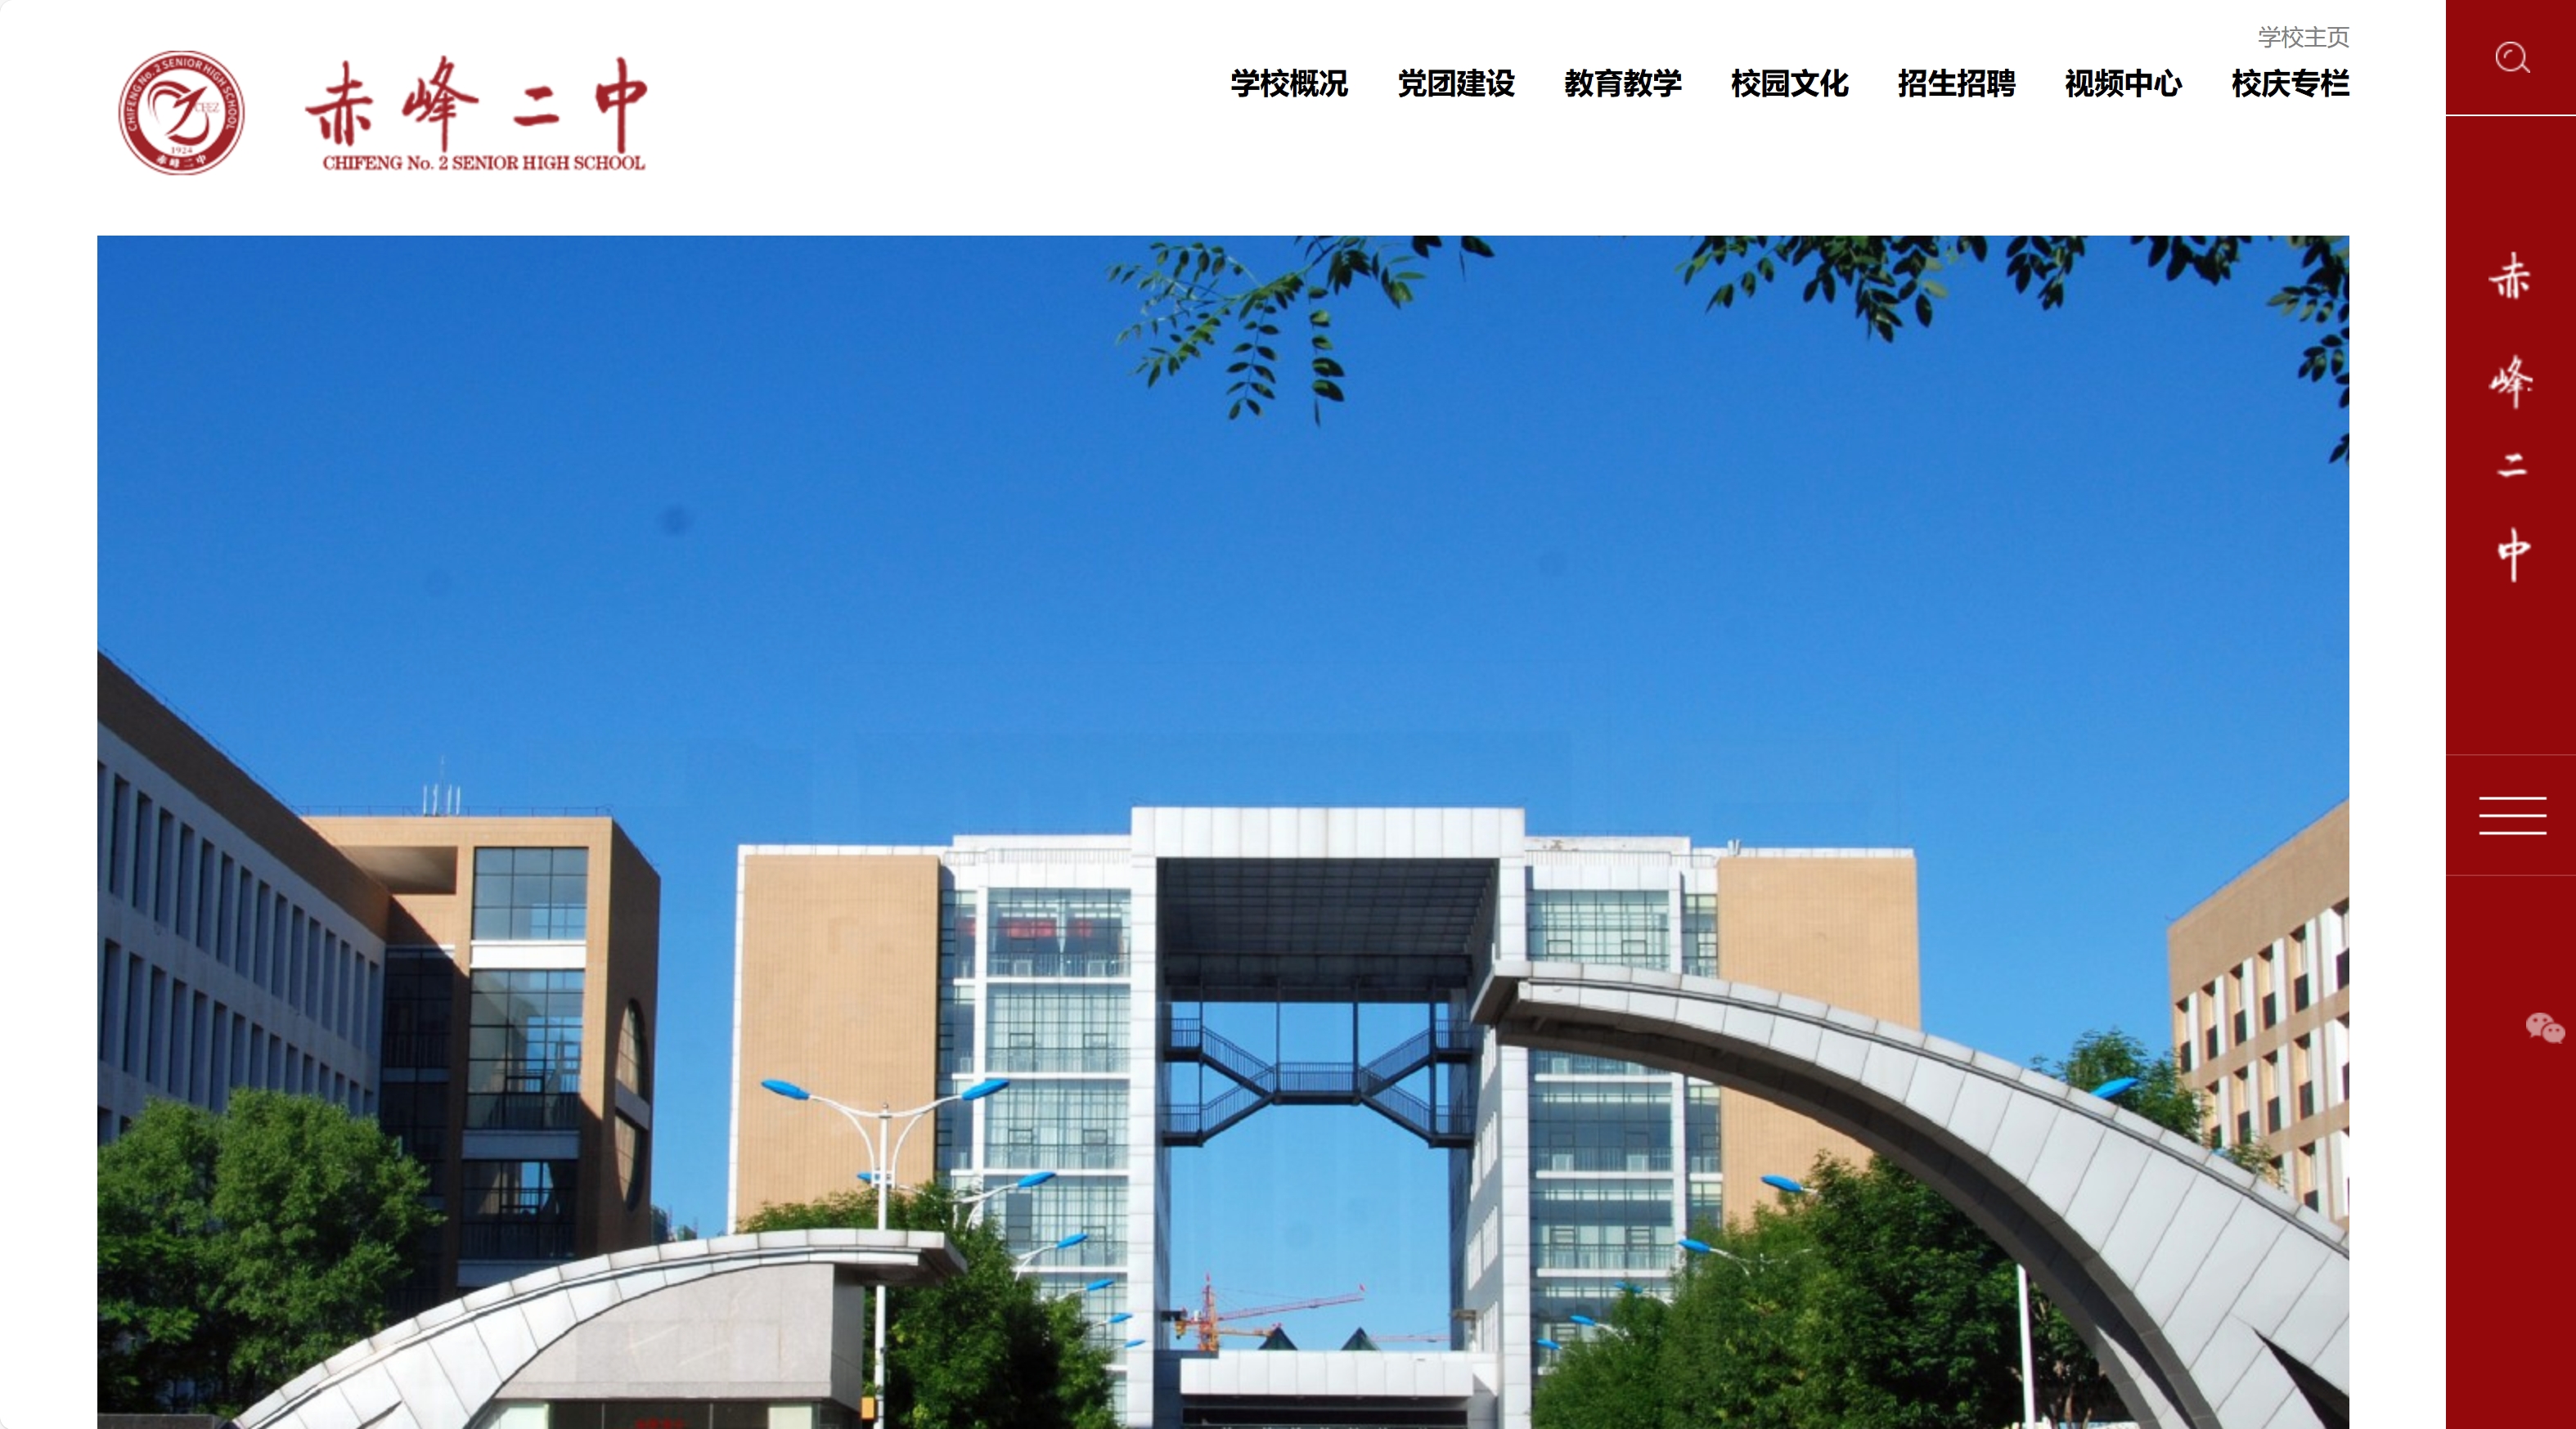 学校主页
学校概况 党团建设 教育教学 校园文化 招生招聘 视频中心 校庆专栏
CHIFENG No. 2 SENIOR HIGH SCHOOL
CEEZ
1924
赤峰二中
赤峰二中
CHIFENG No. 2 SENIOR HIGH SCHOOL
赤
峰
二
中